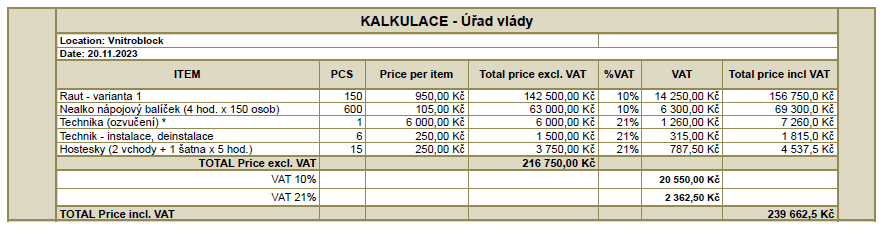 KALKULACE - Úřad vlády
Location: Vnitroblock
Date: 20.11.2023
ITEM PCS Price per item Total price excl. VAT %VAT VAT Total price incl VAT
Raut - varianta 1 150 950,00 Kč 142 500,00 Kč 10% 14 250,00 Kč 156 750,0 Kč
Nealko nápojový balíček (4 hod. x 150 osob) 600 105,00 Kč 63 000,00 Kč 10% 6 300,00 Kč 69 300,0 Kč
Technika (ozvučení) * 1 6 000,00 Kč 6 000,00 Kč 21% 1 260,00 Kč 7 260,0 Kč
Technik - instalace, deinstalace 6 250,00 Kč 1 500,00 Kč 21% 315,00 Kč 1 815,0 Kč
Hostesky (2 vchody + 1 šatna x 5 hod.) 15 250,00 Kč 3 750,00 Kč 21% 787,50 Kč 4 537,5 Kč
TOTAL Price excl. VAT 216 750,00 Kč
VAT 10% 20 550,00 Kč
VAT 21% 2 362,50 Kč
TOTAL Price incl. VAT 239 662,5 Kč